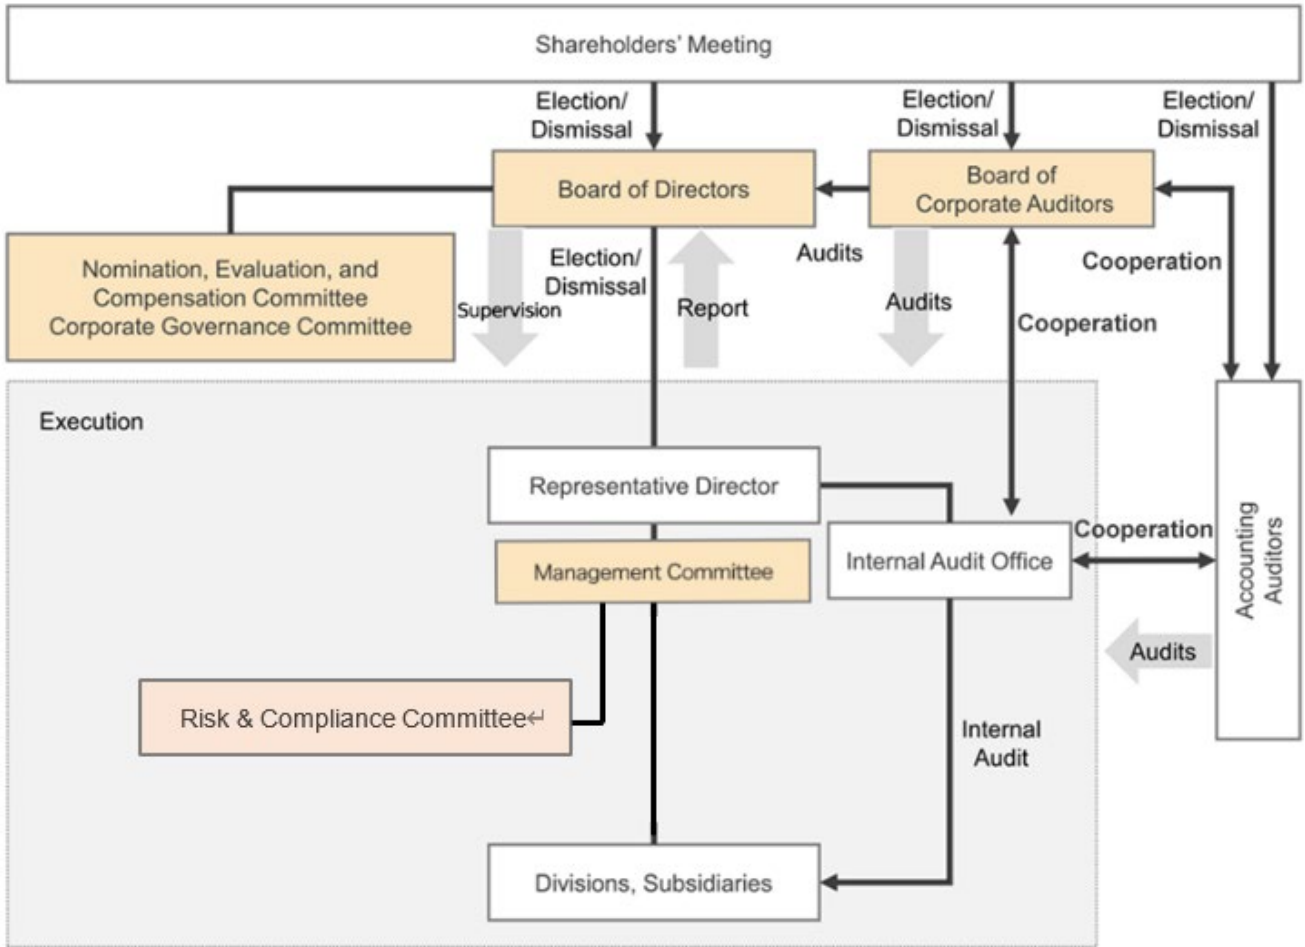 Shareholders' Meeting
Election/
Dismissal
Election/
Dismissal
Election/
Dismissal
Board of Directors
Board of
Corporate Auditors
Nomination, Evaluation, and
Compensation Committee
Corporate Governance Committee
Supervision
Election/
Dismissal
Report
Audits
Audits
Cooperation
Cooperation
Execution
Representative Director
Management Committee
Internal Audit Office
Cooperation
Accounting
Auditors
Audits
Risk & Compliance Committee↵
Internal
Audit
Divisions, Subsidiaries